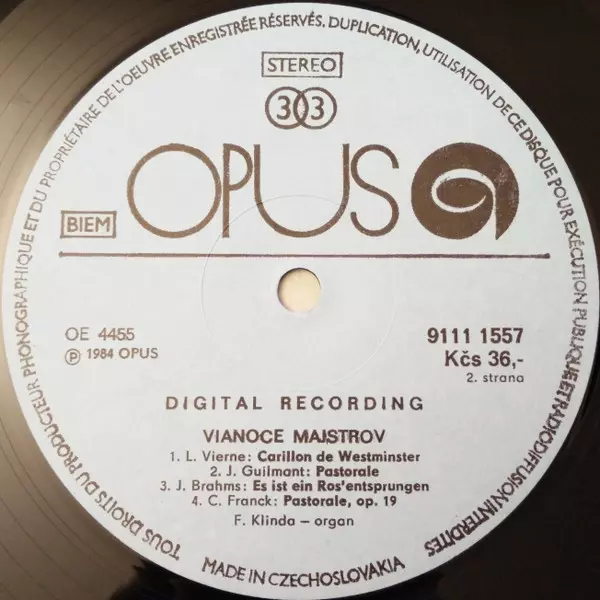 TOUS DROITS DU PRODUCTEUR PHONOGRAPHIQUE ET DU PROPRIÉTAIRE DE L'OEUVRE ENREGISTRÉE RÉSERVÉS. DUPLICATION, UTILISATION DE CE DISQUE POUR EXÉCUTION PUBLIQUE ET RADIODIFFUSION INTERDITES
STEREO
33
OPUS
BIEM
OE 4455
9111 1557
℗ 1984 OPUS
Kčs 36,-
2. strana
DIGITAL RECORDING
VIANOCE MAJSTROV
1. L. Vierne: Carillon de Westminster
2. J. Guilmant: Pastorale
3. J. Brahms: Es ist ein Ros'entsprungen
4. C. Franck: Pastorale, op. 19
F. Klinda – organ
MADE IN CZECHOSLOVAKIA